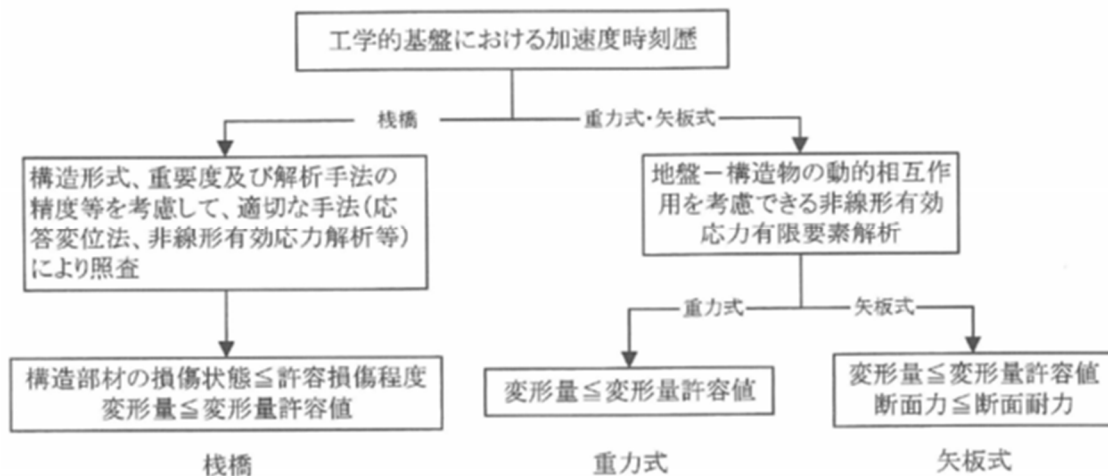 工学的基盤における加速度時刻歴
桟橋
重力式・矢板式
構造形式、重要度及び解析手法の
精度等を考慮して、適切な手法(応
答変位法、非線形有効応力解析等)
により照査
地盤－構造物の動的相互作
用を考慮できる非線形有効
応力有限要素解析
重力式
矢板式
構造部材の損傷状態≦許容損傷程度
変形量≦変形量許容値
変形量≦変形量許容値
変形量≦変形量許容値
断面力≦断面耐力
桟橋
重力式
矢板式